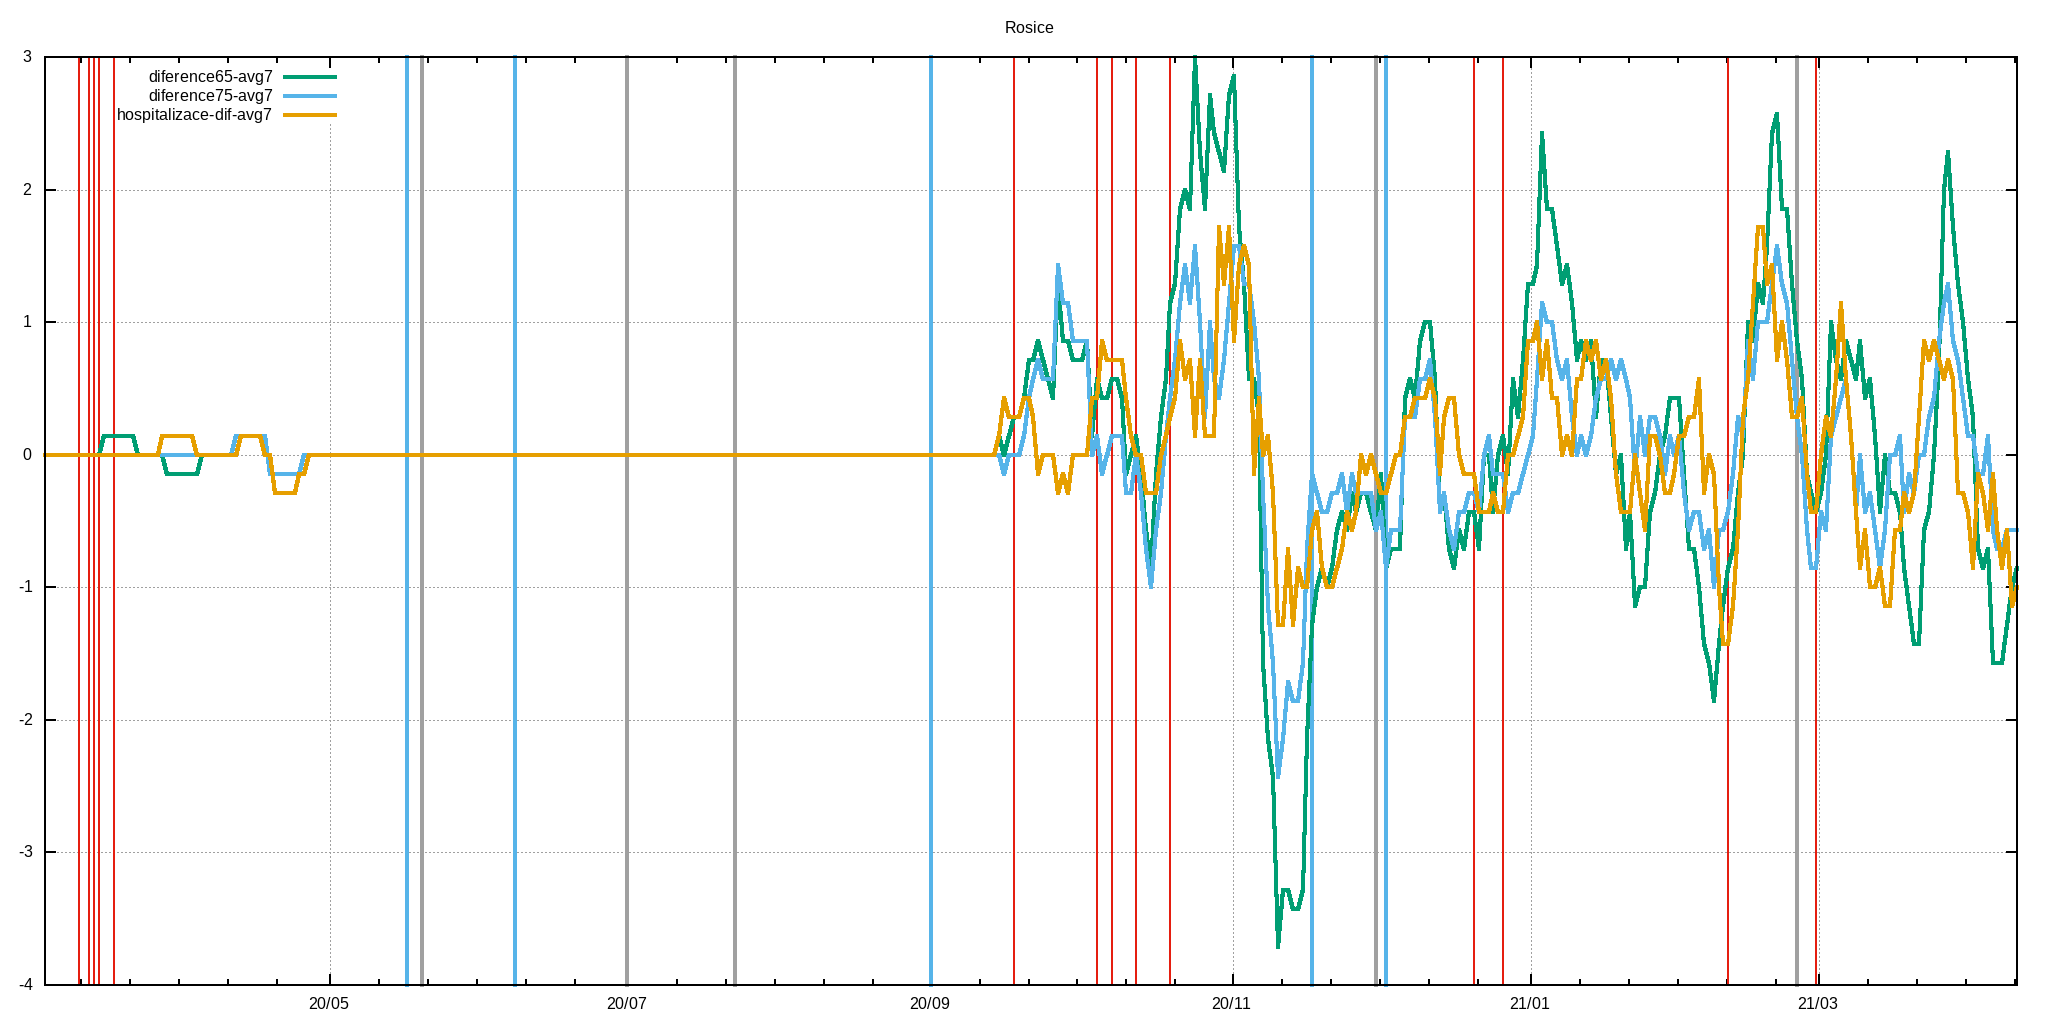 Rosice
3
diference65-avg7
diference75-avg7
hospitalizace-dif-avg7
2
1
0
-1
-2
-3
-4
20/05 20/07 20/09 20/11 21/01 21/03